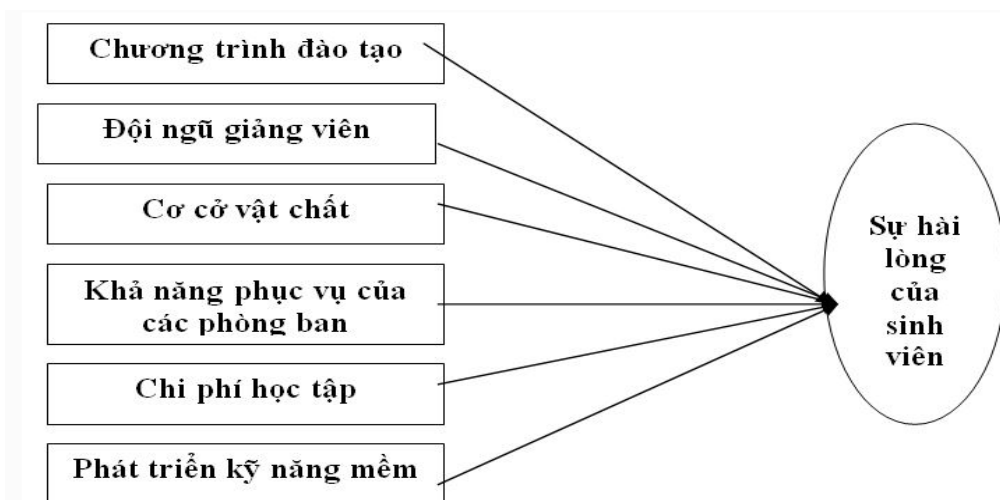 Chương trình đào tạo
Đội ngũ giảng viên
Cơ cở vật chất
Khả năng phục vụ của
các phòng ban
Chi phí học tập
Phát triển kỹ năng mềm
Sự hài
lòng
của
sinh
viên